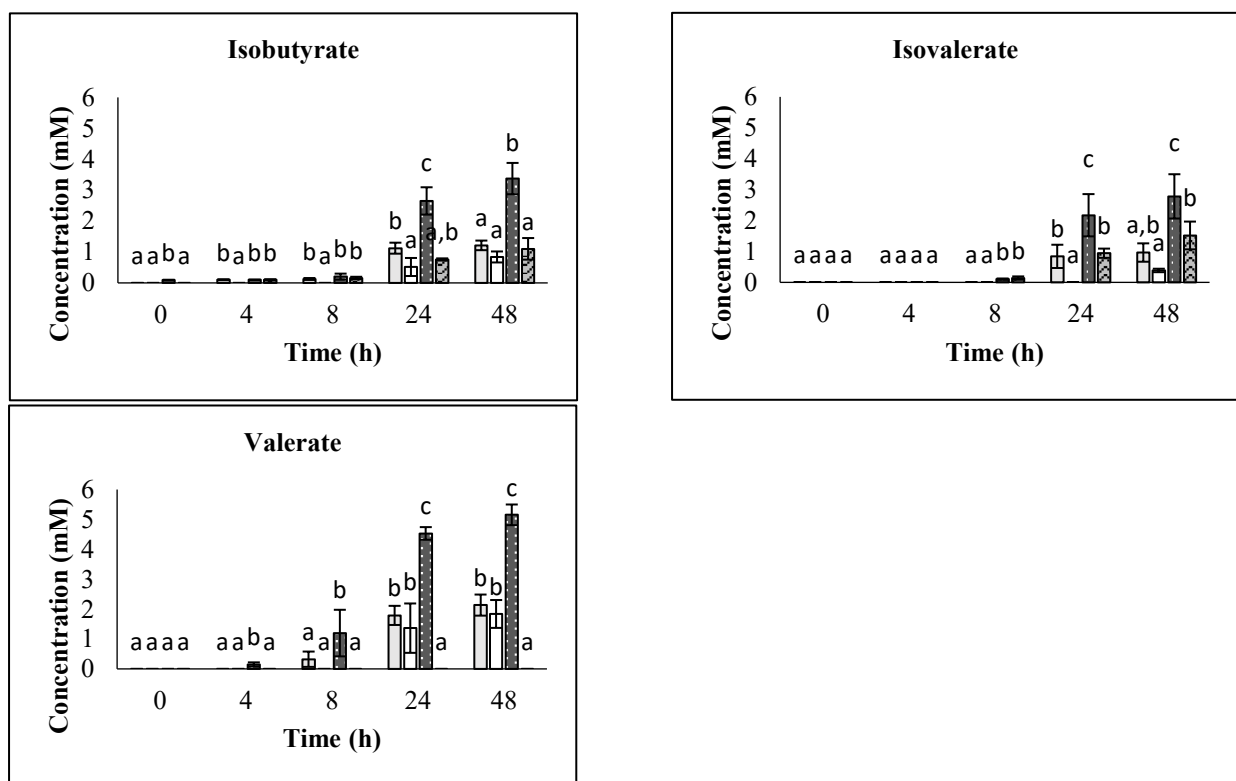 Isobutyrate
Concentration (mM)
6
5
4
3
2
1
0
a a b a
b a b b
b a b b
b a c a,b
a a b a
0 4 8 24 48
Time (h)
Isovalerate
Concentration (mM)
6
5
4
3
2
1
0
a a a a
a a a a
a a b b
b a c b
a,b a c b
0 4 8 24 48
Time (h)
Valerate
Concentration (mM)
6
5
4
3
2
1
0
a a a a
a a b a
a a b a
b b c a
b b c a
0 4 8 24 48
Time (h)